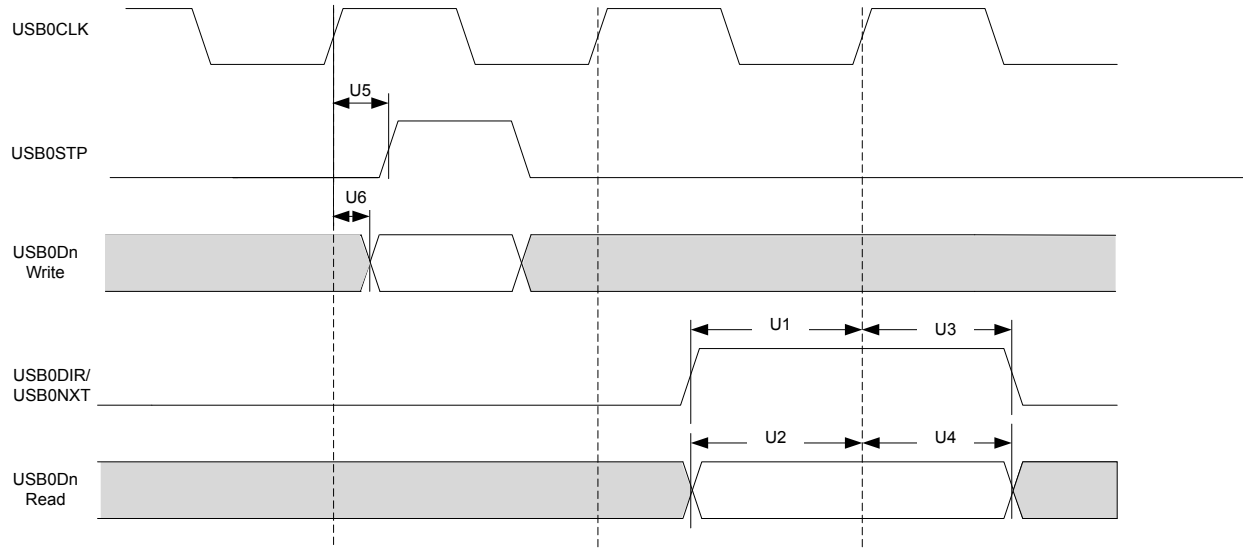 USB0CLK
U5
USB0STP
U6
USB0Dn
Write
U1
U3
USB0DIR/
USB0NXT
U2
U4
USB0Dn
Read